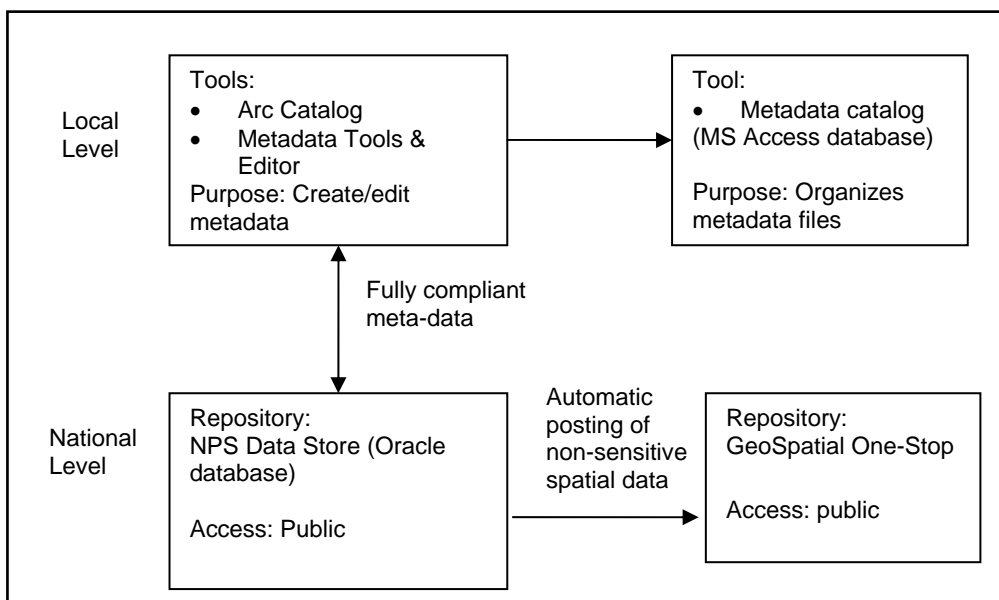 Local
Level
Tools:
• Arc Catalog
• Metadata Tools &
Editor
Purpose: Create/edit
metadata
Tool:
• Metadata catalog
(MS Access database)
Purpose: Organizes
metadata files
Fully compliant
meta-data
National
Level
Repository:
NPS Data Store (Oracle
database)
Access: Public
Automatic
posting of
non-sensitive
spatial data
Repository:
GeoSpatial One-Stop
Access: public